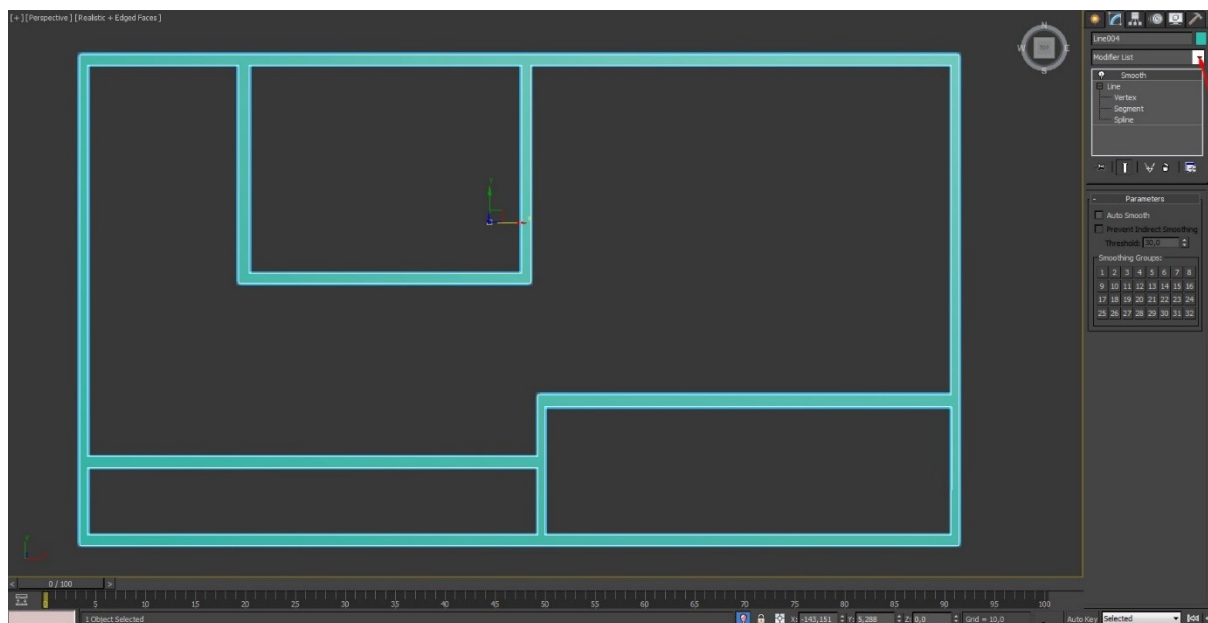 [+] [Perspective] [Realistic + Edged Faces]
N
W TOP E
S
Line004
Modifier List
Smooth
Line
Vertex
Segment
Spline
- Parameters
Auto Smooth
Prevent Indirect Smoothing
Threshold: 30,0
Smoothing Groups:
1 2 3 4 5 6 7 8
9 10 11 12 13 14 15 16
17 18 19 20 21 22 23 24
25 26 27 28 29 30 31 32
< 0 / 100 >
0 5 10 15 20 25 30 35 40 45 50 55 60 65 70 75 80 85 90 95 100
1 Object Selected
X: -143,151 Y: 5,288 Z: 0,0 Grid = 10,0 Auto Key Selected